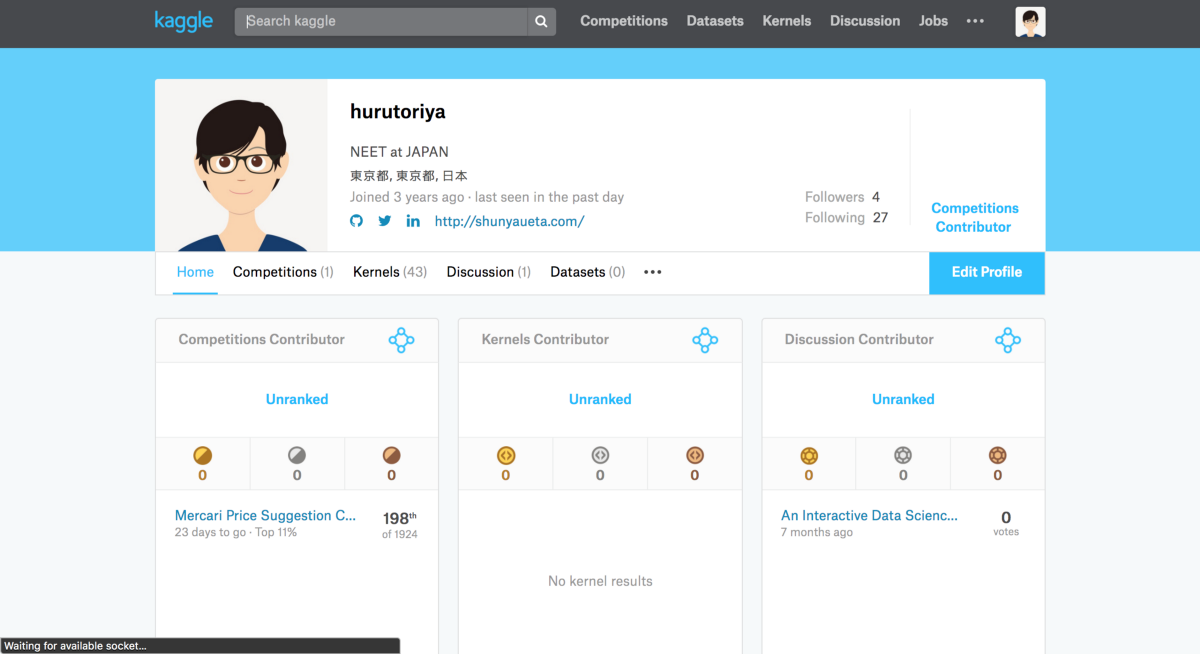 kaggle
Search kaggle
Competitions Datasets Kernels Discussion Jobs •••
hurutoriya
NEET at JAPAN
東京都, 東京都, 日本
Joined 3 years ago · last seen in the past day
http://shunyaueta.com/
Followers 4
Following 27
Competitions
Contributor
Home Competitions (1) Kernels (43) Discussion (1) Datasets (0) •••
Edit Profile
Competitions Contributor
Unranked
0 0 0
Mercari Price Suggestion C...
23 days to go · Top 11%
198th
of 1924
Kernels Contributor
Unranked
0 0 0
No kernel results
Discussion Contributor
Unranked
0 0 0
An Interactive Data Scienc...
7 months ago
0
votes
Waiting for available socket...